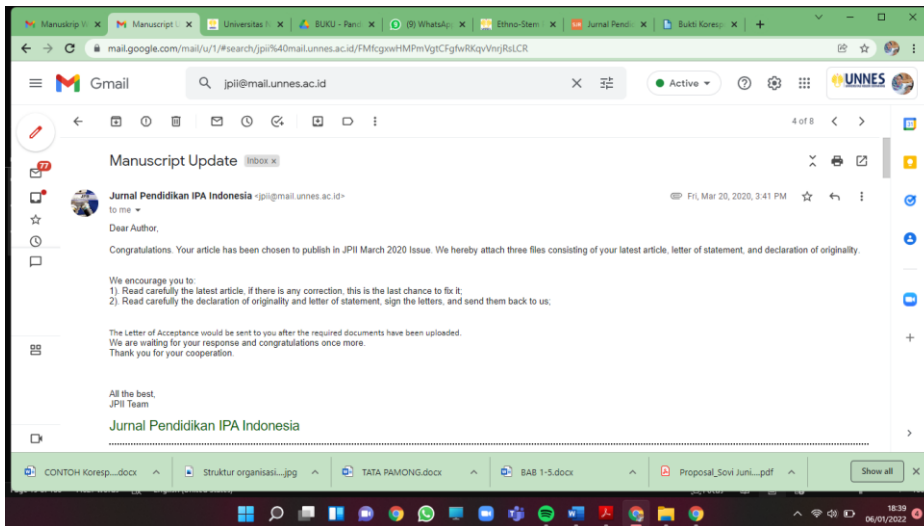 Manuskrip V
Manuscript U
Universitas N
BUKU - Pand
(9) WhatsAp
Ethno-Stem
Jurnal Pendid
Bukti Koresp
mail.google.com/mail/u/1/#search/jpii%40mail.unnes.ac.id/FMfcgxwHMPmVgtCFgfwRKqvVnrjRsLCR
Gmail
jpii@mail.unnes.ac.id
Active
UNNES
4 of 8
77
Manuscript Update Inbox x
Jurnal Pendidikan IPA Indonesia <jpii@mail.unnes.ac.id>
Fri, Mar 20, 2020, 3:41 PM
to me
Dear Author,
Congratulations. Your article has been chosen to publish in JPII March 2020 Issue. We hereby attach three files consisting of your latest article, letter of statement, and declaration of originality.
We encourage you to:
1). Read carefully the latest article, if there is any correction, this is the last chance to fix it;
2). Read carefully the declaration of originality and letter of statement, sign the letters, and send them back to us;
The Letter of Acceptance would be sent to you after the required documents have been uploaded.
We are waiting for your response and congratulations once more.
Thank you for your cooperation.
All the best,
JPII Team
Jurnal Pendidikan IPA Indonesia
CONTOH Koresp....docx
Struktur organisasi....jpg
TATA PAMONG.docx
BAB 1-5.docx
Proposal_Sovi Juni....pdf
Show all
18:39
06/01/2022